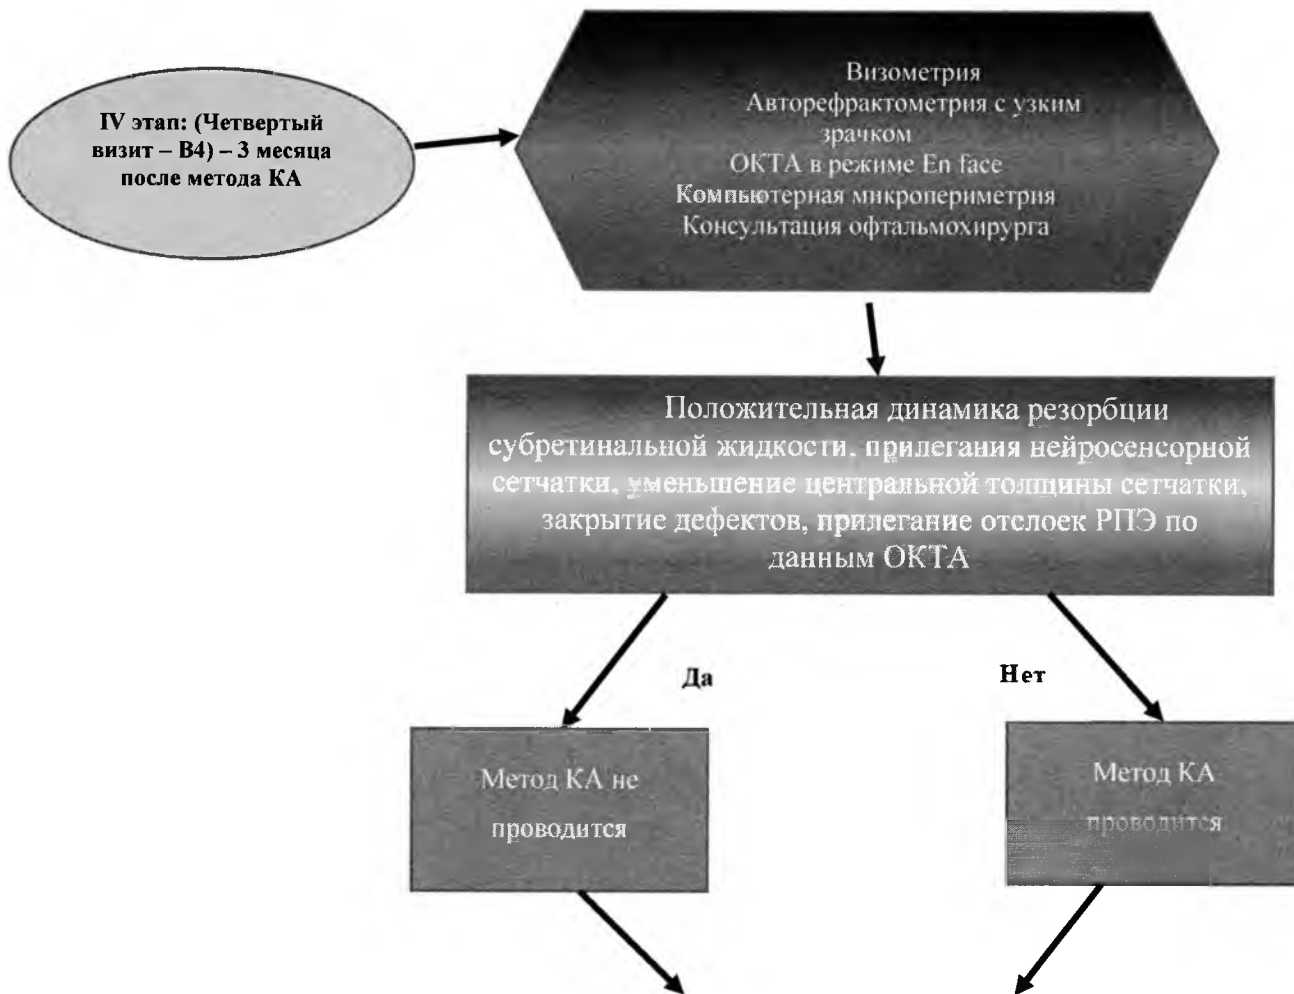 IV этап: (Четвертый
визит – В4) – 3 месяца
после метода КА
Визометрия
Авторефрактометрия с узким
зрачком
ОКТА в режиме En face
Компьютерная микропериметрия
Консультация офтальмохирурга
Положительная динамика резорбции
субретинальной жидкости, прилегания нейросенсорной
сетчатки, уменьшение центральной толщины сетчатки,
закрытие дефектов, прилегание отслоек РПЭ по
данным ОКТА
Да
Нет
Метод КА не
проводится
Метод КА
проводится